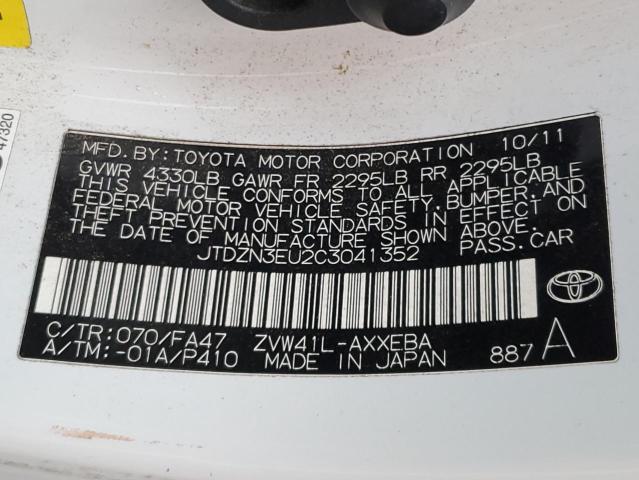 47320
MFD. BY: TOYOTA MOTOR CORPORATION 10/11
GVWR 4330LB GAWR FR 2295LB RR 2295LB
THIS VEHICLE CONFORMS TO ALL APPLICABLE
FEDERAL MOTOR VEHICLE SAFETY, BUMPER, AND
THEFT PREVENTION STANDARDS IN EFFECT ON
THE DATE OF MANUFACTURE SHOWN ABOVE.
JTDZN3EU2C3041352 PASS. CAR
C/TR: 070/FA47 ZVW41L-AXXEBA
A/TM: -01A/P410 MADE IN JAPAN 887 A